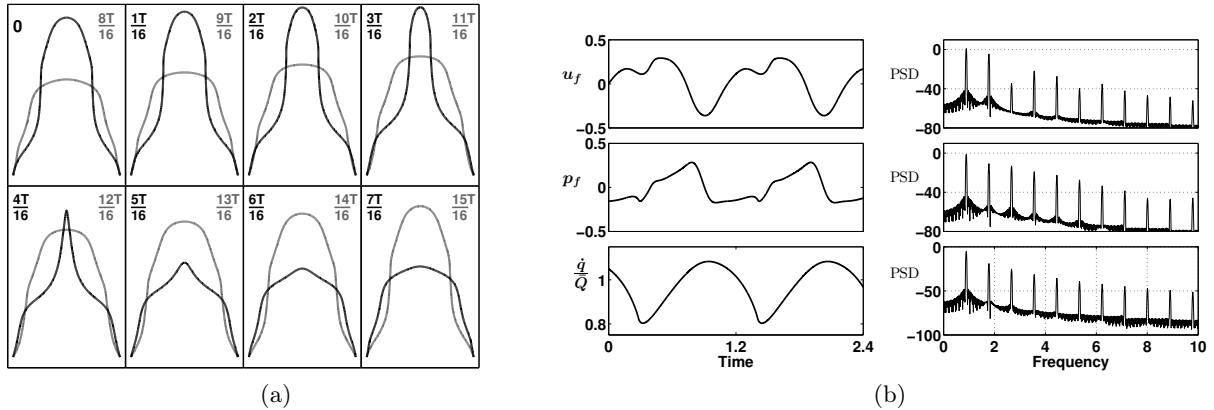 0
8T
16
1T
16
9T
16
2T
16
10T
16
3T
16
11T
16
4T
16
12T
16
5T
16
13T
16
6T
16
14T
16
7T
16
15T
16
(a)
0.5
u_f 0
−0.5
0.5
p_f 0
−0.5
q̇
Q̄
1
0.8
0 1.2 2.4
Time
PSD
0
−40
−80
PSD
0
−40
−80
PSD
0
−50
−100
0 2 4 6 8 10
Frequency
(b)